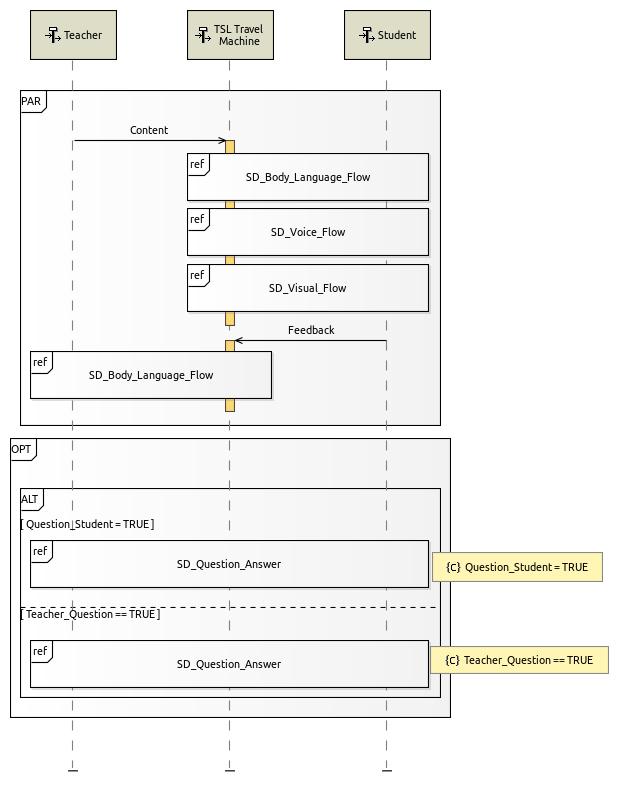 Teacher
TSL Travel
Machine
Student
PAR
Content
ref
SD_Body_Language_Flow
ref
SD_Voice_Flow
ref
SD_Visual_Flow
Feedback
ref
SD_Body_Language_Flow
OPT
ALT
[ Question_Student = TRUE ]
ref
SD_Question_Answer
{C} Question_Student = TRUE
[ Teacher_Question == TRUE ]
ref
SD_Question_Answer
{C} Teacher_Question == TRUE